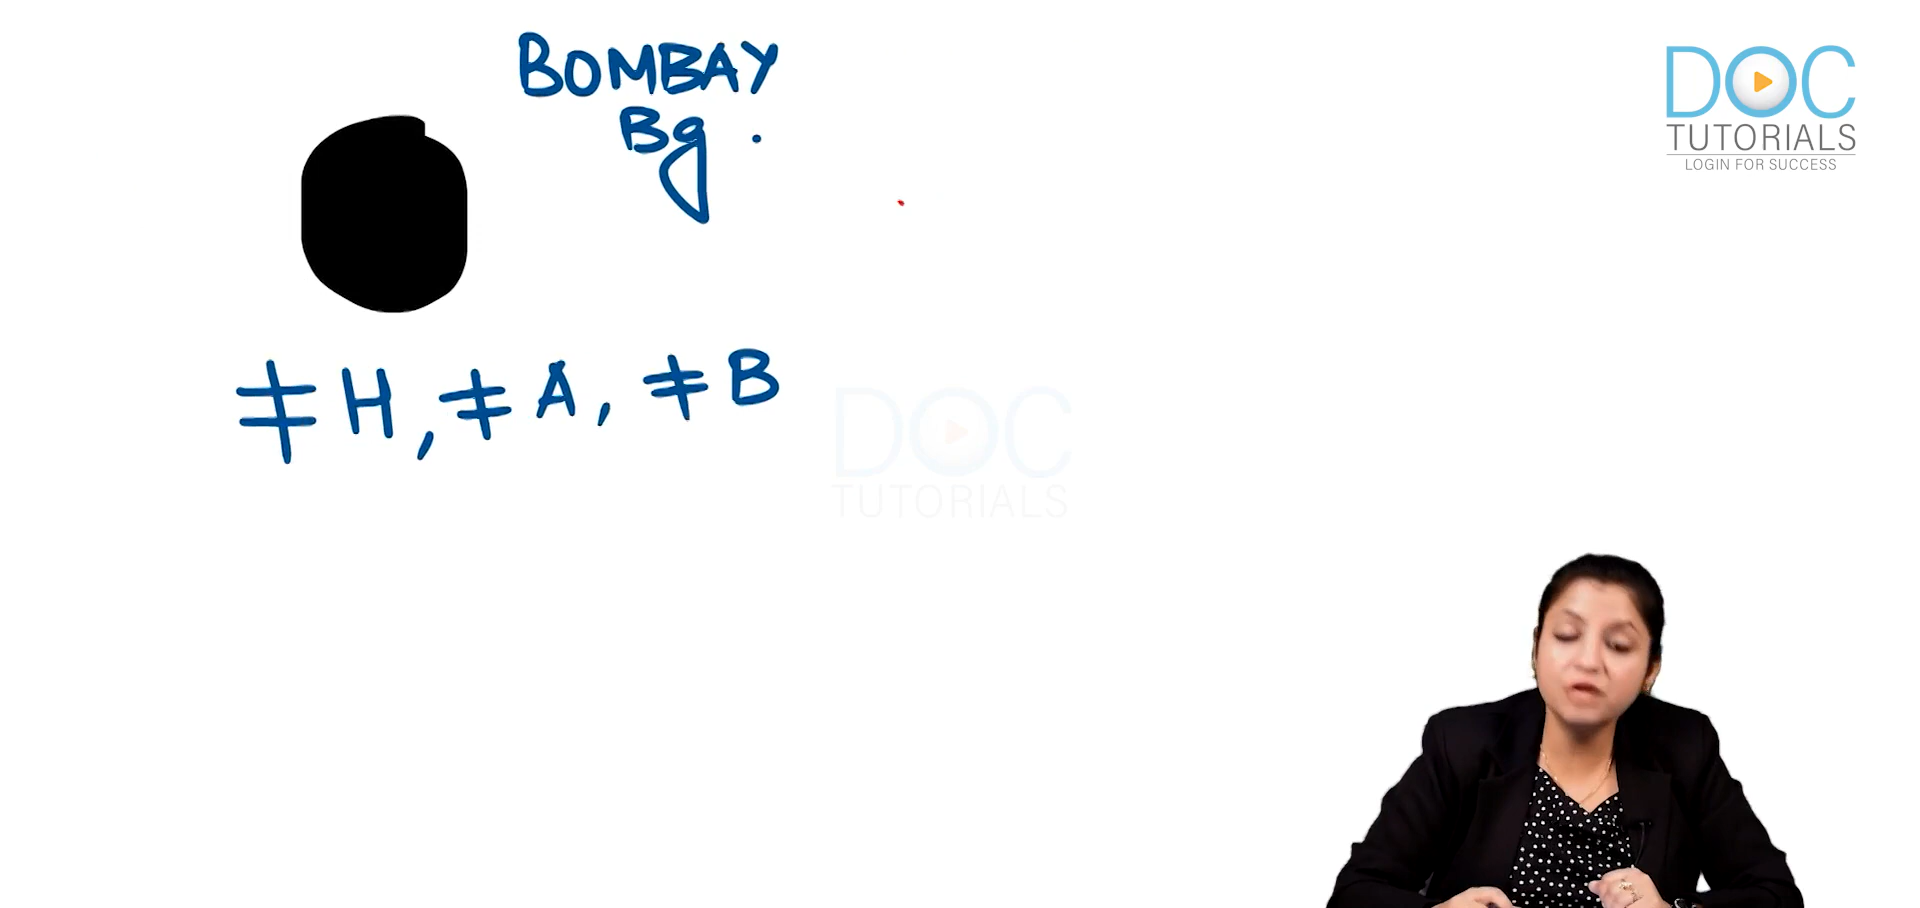 BOMBAY
Bg.
≠ H, ≠ A, ≠ B
DOC
TUTORIALS
LOGIN FOR SUCCESS
DOC
TUTORIALS